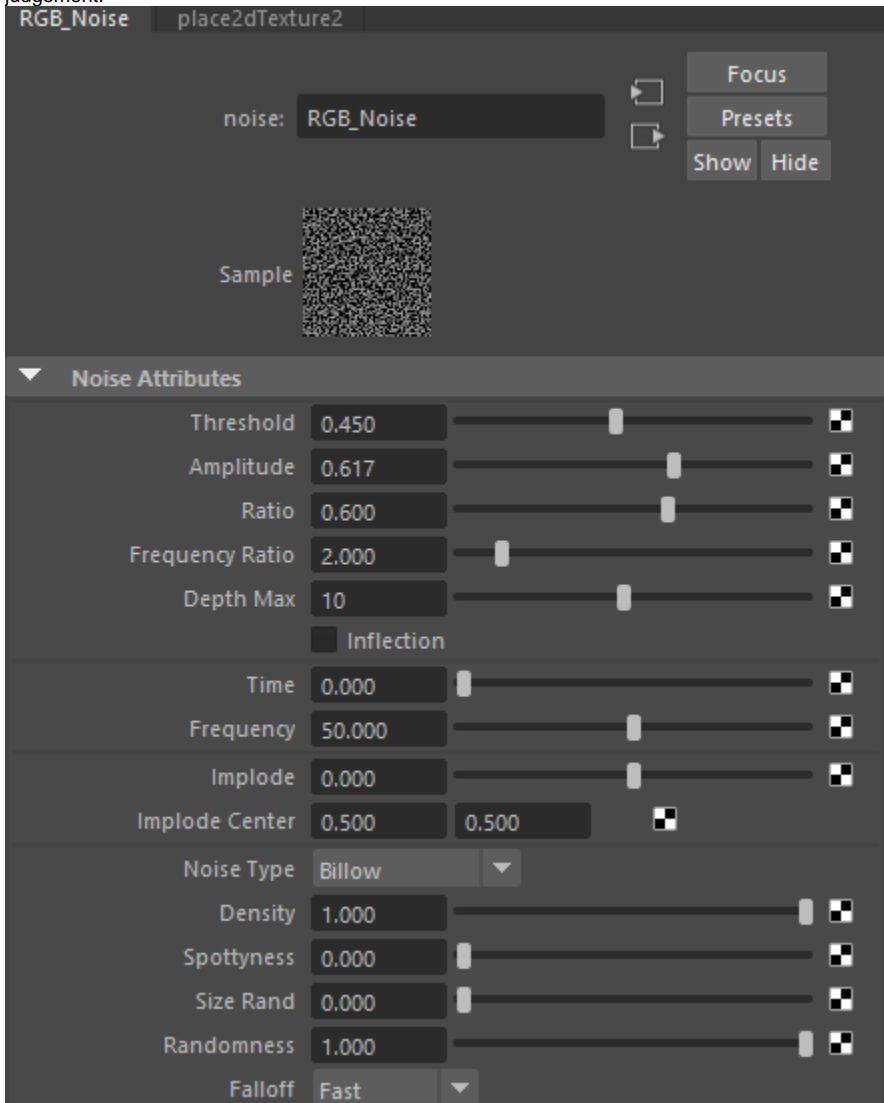 judgement.
RGB_Noise place2dTexture2
Focus
noise: RGB_Noise
Presets
Show Hide
Sample
Noise Attributes
Threshold 0.450
Amplitude 0.617
Ratio 0.600
Frequency Ratio 2.000
Depth Max 10
Inflection
Time 0.000
Frequency 50.000
Implode 0.000
Implode Center 0.500 0.500
Noise Type Billow
Density 1.000
Spottyness 0.000
Size Rand 0.000
Randomness 1.000
Falloff Fast